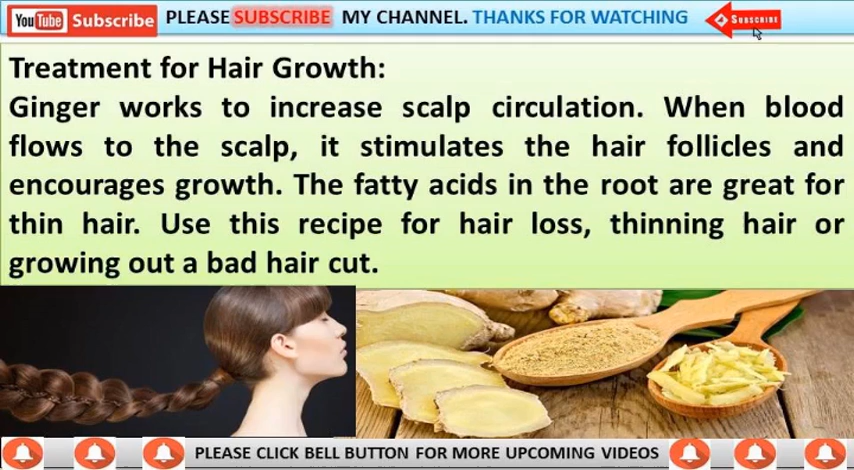 You Tube Subscribe PLEASE SUBSCRIBE MY CHANNEL. THANKS FOR WATCHING SUBSCRIBE
Treatment for Hair Growth:
Ginger works to increase scalp circulation. When blood
flows to the scalp, it stimulates the hair follicles and
encourages growth. The fatty acids in the root are great for
thin hair. Use this recipe for hair loss, thinning hair or
growing out a bad hair cut.
PLEASE CLICK BELL BUTTON FOR MORE UPCOMING VIDEOS